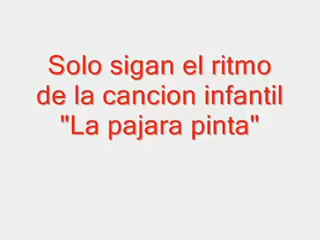 Solo sigan el ritmo
de la cancion infantil
"La pajara pinta"